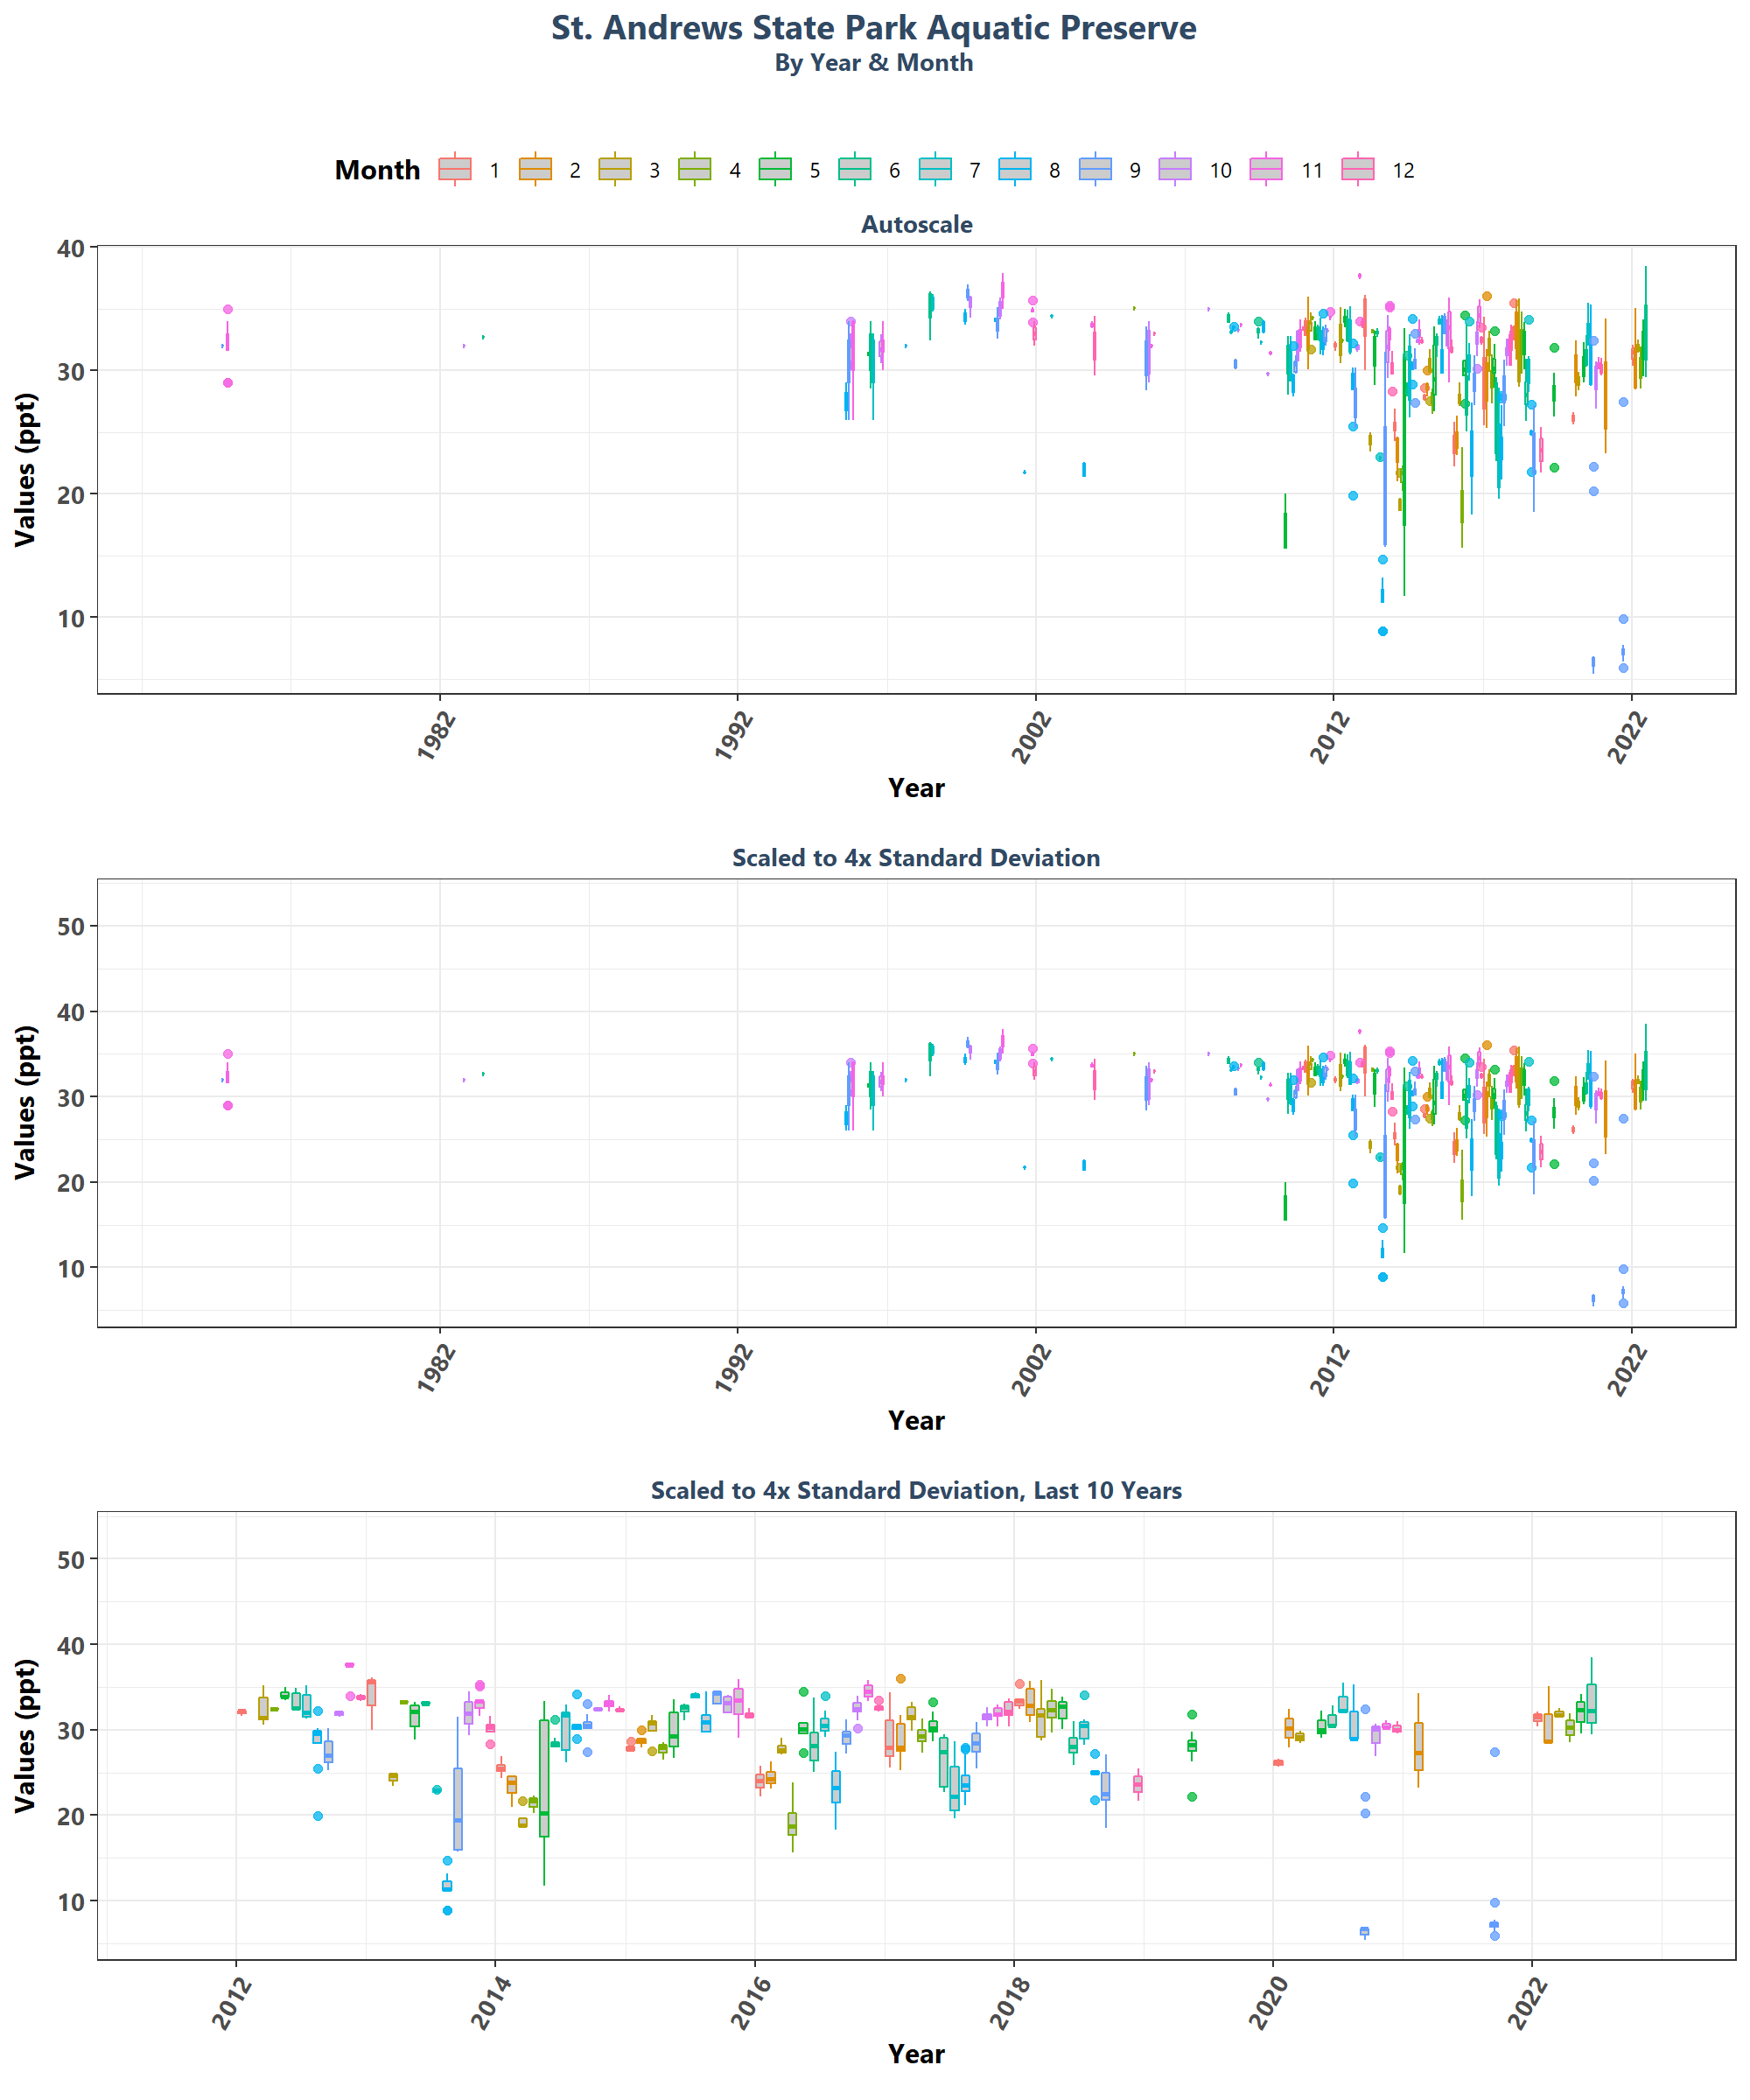 St. Andrews State Park Aquatic Preserve
By Year & Month
Month 1 2 3 4 5 6 7 8 9 10 11 12
Autoscale
Values (ppt)
40
30
20
10
1982 1992 2002 2012 2022
Year
Scaled to 4x Standard Deviation
Values (ppt)
50
40
30
20
10
1982 1992 2002 2012 2022
Year
Scaled to 4x Standard Deviation, Last 10 Years
Values (ppt)
50
40
30
20
10
2012 2014 2016 2018 2020 2022
Year